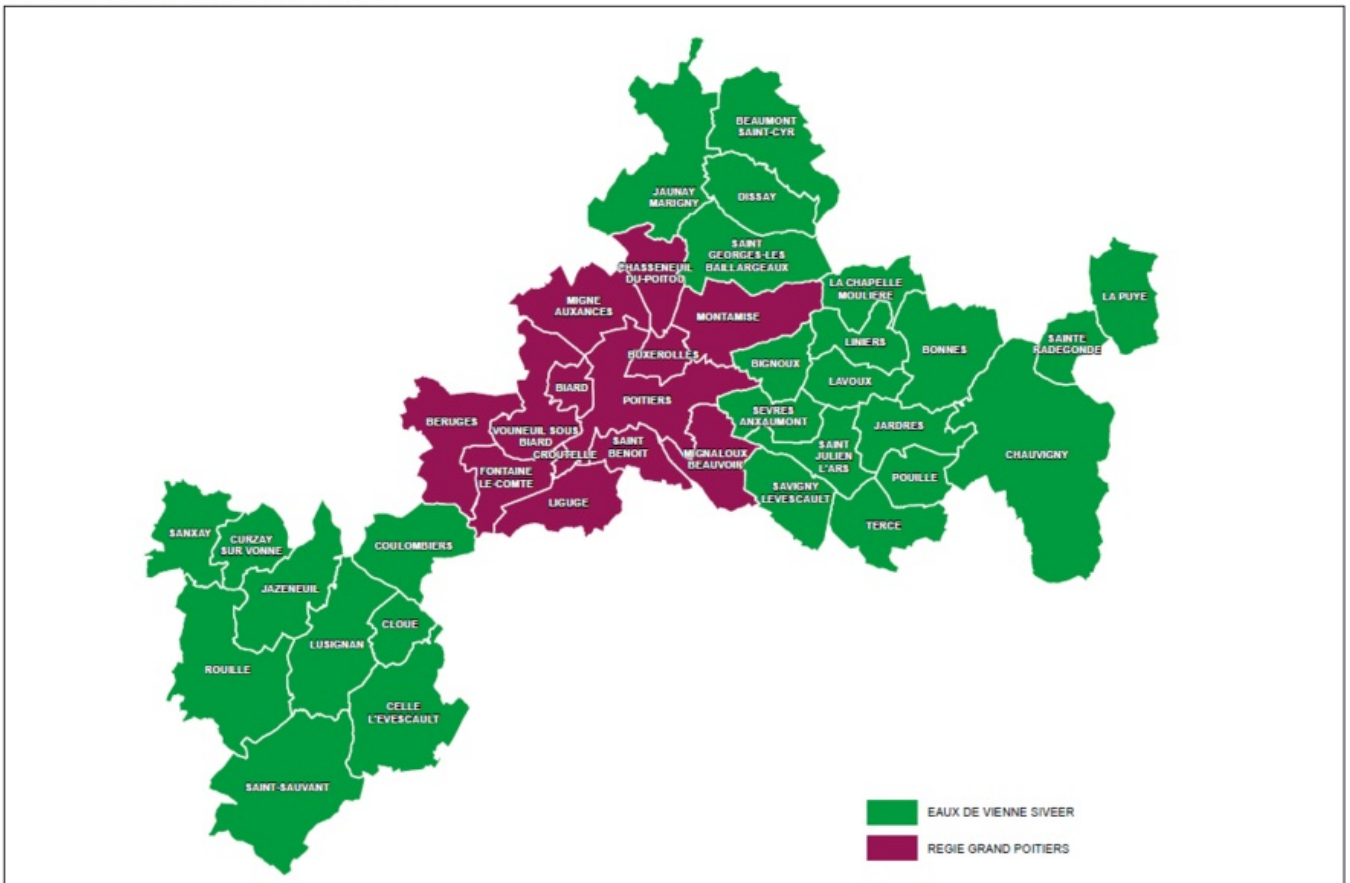 BEAUMONT
SAINT-CYR
JAUNAY
MARIGNY
DISSAY
SAINT
GEORGES-LES
BAILLARGEAUX
CHASSENEUIL
DU-POITOU
LA CHAPELLE
MOULIERE
LA PUYE
MIGNE
AUXANCES
MONTAMISE
LINIERS
BONNES
SAINTE
RADEGONDE
BUXEROLLES
BIGNOUX
LAVOUX
BIARD
POITIERS
BERUGES
SEVRES
ANXAUMONT
JARDRES
VOUNEUIL SOUS
BIARD
CROUTELLE
SAINT
BENOIT
MIGNALOUX
BEAUVOIR
SAINT
JULIEN
L'ARS
CHAUVIGNY
FONTAINE
LE-COMTE
POUILLE
LIGUGE
SAVIGNY
LEVESCAULT
TERCE
SANXAY
CURZAY
SUR VONNE
COULOMBIERS
JAZENEUIL
CLOUE
LUSIGNAN
ROUILLE
CELLE
L'EVESCAULT
SAINT-SAUVANT
EAUX DE VIENNE SIVEER
REGIE GRAND POITIERS